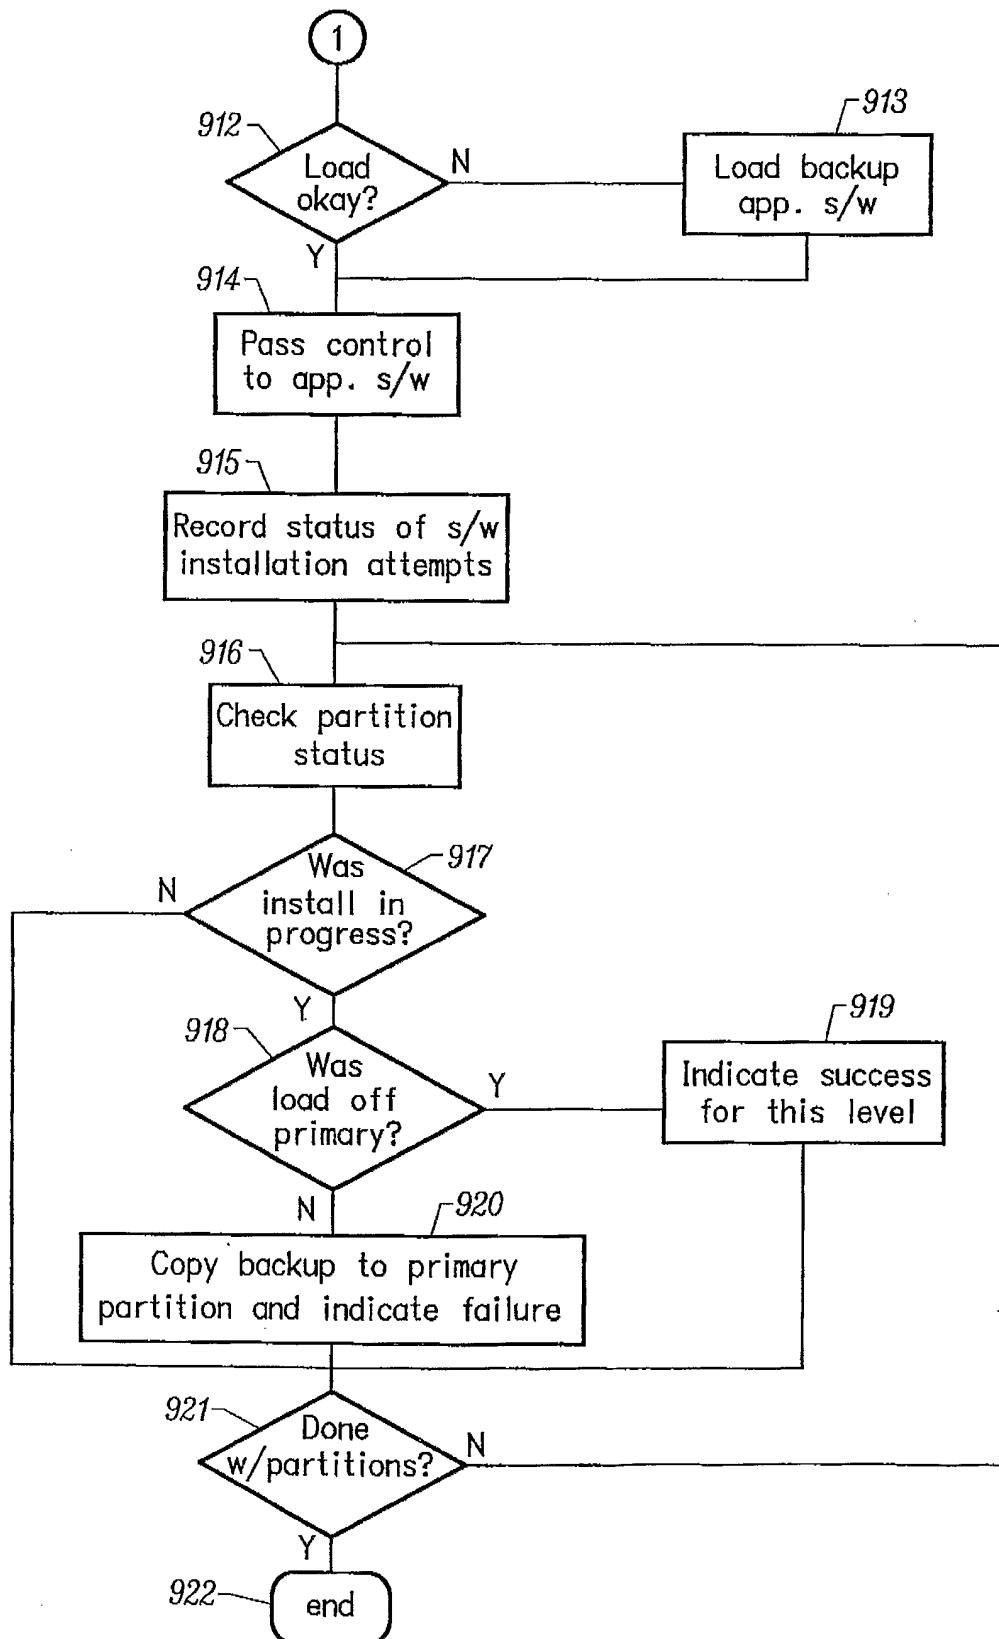 1
912
Load
okay?
N
913
Load backup
app. s/w
Y
914
Pass control
to app. s/w
915
Record status of s/w
installation attempts
916
Check partition
status
917
Was
install in
progress?
N
Y
918
Was
load off
primary?
Y
919
Indicate success
for this level
N
920
Copy backup to primary
partition and indicate failure
921
Done
w/partitions?
N
Y
922
end